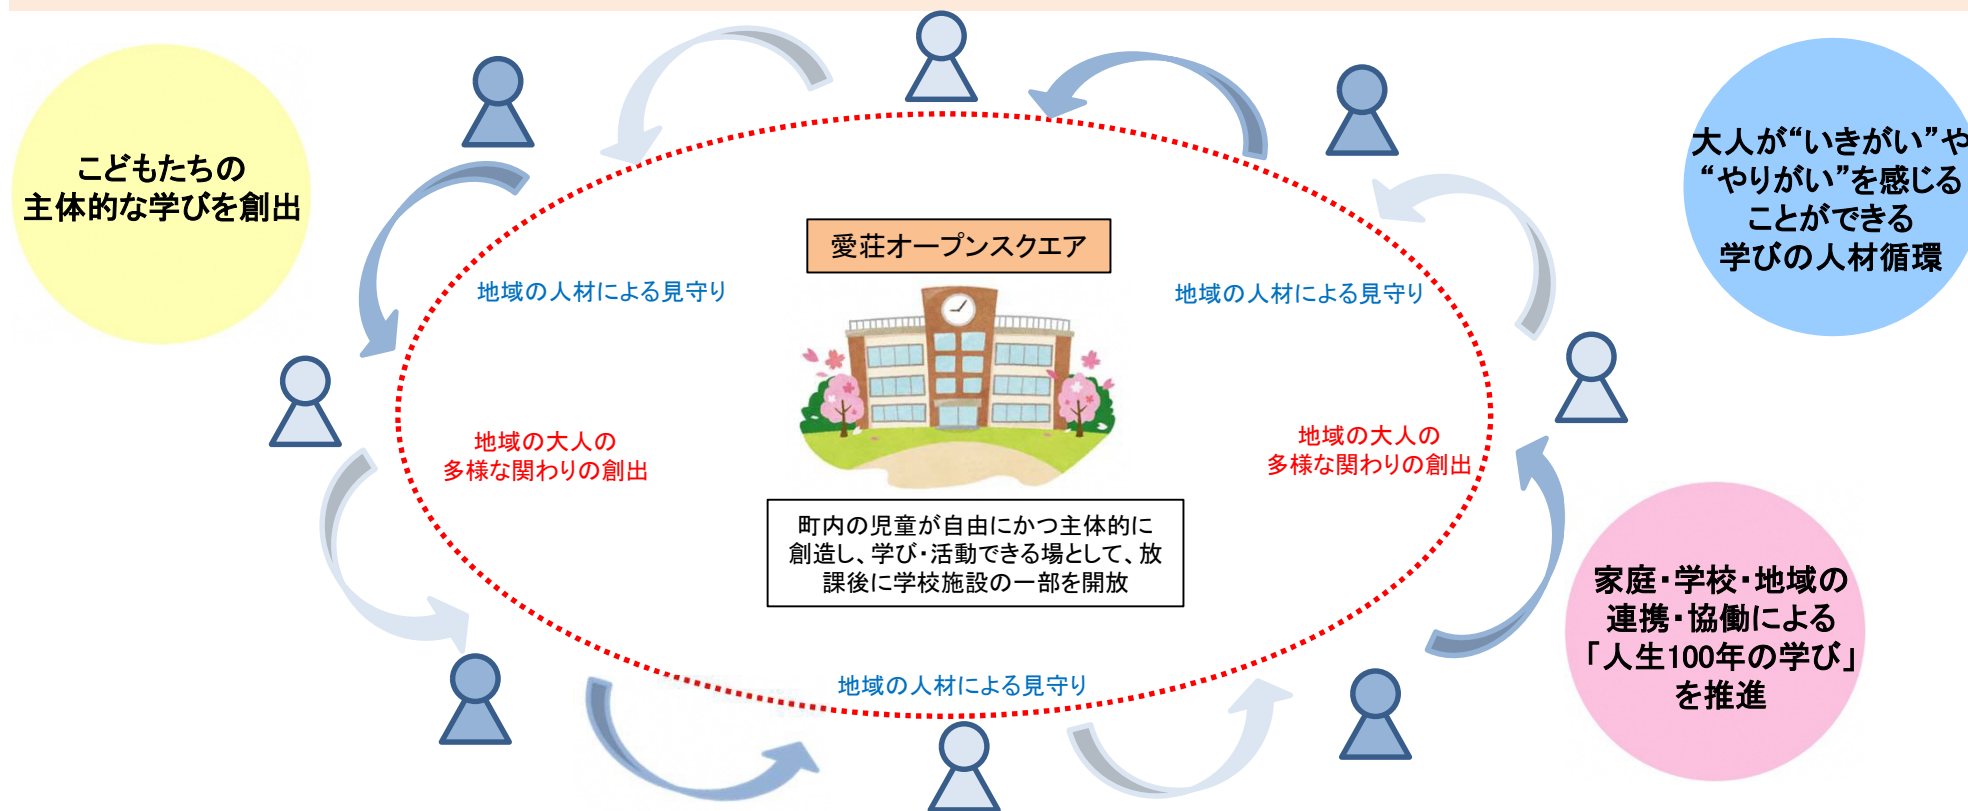 こどもたちの
主体的な学びを創出
大人が“いきがい”や
“やりがい”を感じる
ことができる
学びの人材循環
愛荘オープンスクエア
地域の人材による見守り
地域の人材による見守り
地域の大人の
多様な関わりの創出
地域の大人の
多様な関わりの創出
町内の児童が自由にかつ主体的に
創造し、学び・活動できる場として、放
課後に学校施設の一部を開放
家庭・学校・地域の
連携・協働による
「人生100年の学び」
を推進
地域の人材による見守り